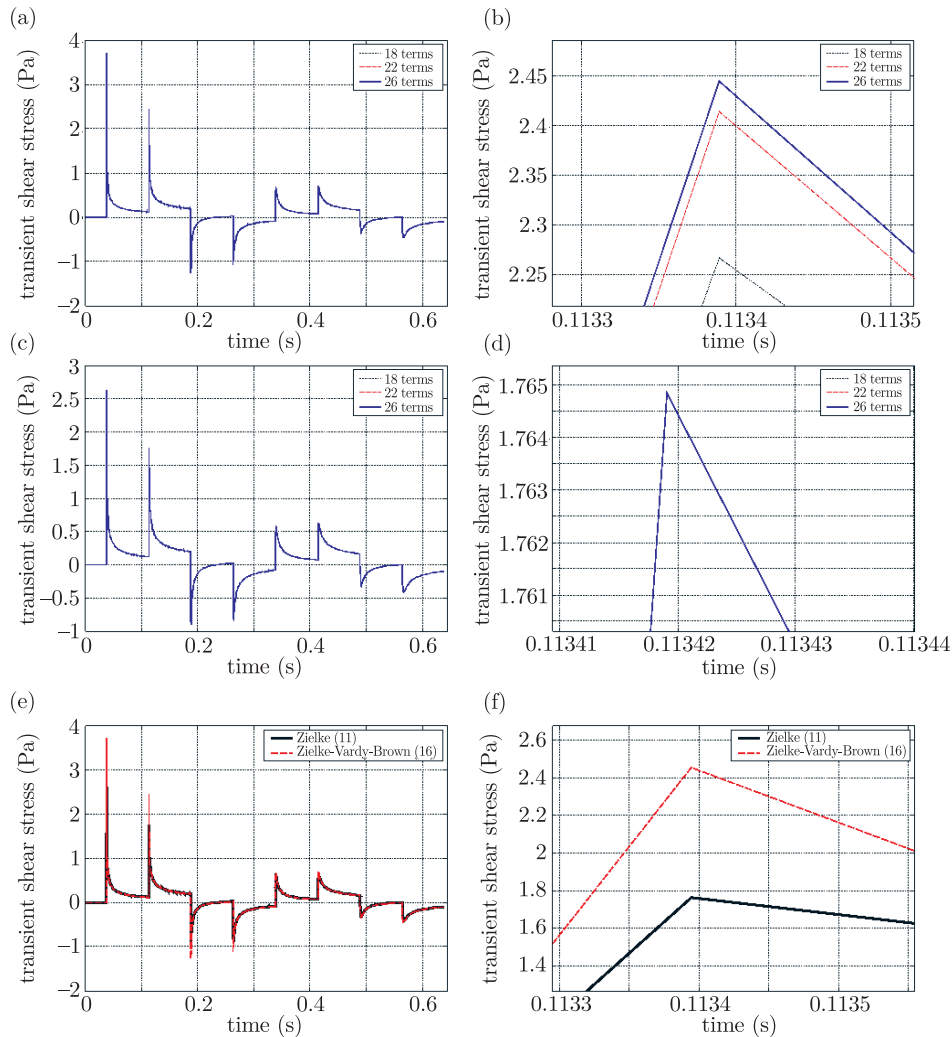 (a)
transient shear stress (Pa)
4
3
2
1
0
−1
−2
0
0.2
0.4
0.6
time (s)
18 terms
22 terms
26 terms
(b)
transient shear stress (Pa)
2.45
2.4
2.35
2.3
2.25
0.1133
0.1134
0.1135
time (s)
18 terms
22 terms
26 terms
(c)
transient shear stress (Pa)
3
2.5
2
1.5
1
0.5
0
−0.5
−1
0
0.2
0.4
0.6
time (s)
18 terms
22 terms
26 terms
(d)
transient shear stress (Pa)
1.765
1.764
1.763
1.762
1.761
0.11341
0.11342
0.11343
0.11344
time (s)
18 terms
22 terms
26 terms
(e)
transient shear stress (Pa)
4
3
2
1
0
−1
−2
0
0.2
0.4
0.6
time (s)
Zielke (11)
Zielke-Vardy-Brown (16)
(f)
transient shear stress (Pa)
2.6
2.4
2.2
2
1.8
1.6
1.4
0.1133
0.1134
0.1135
time (s)
Zielke (11)
Zielke-Vardy-Brown (16)